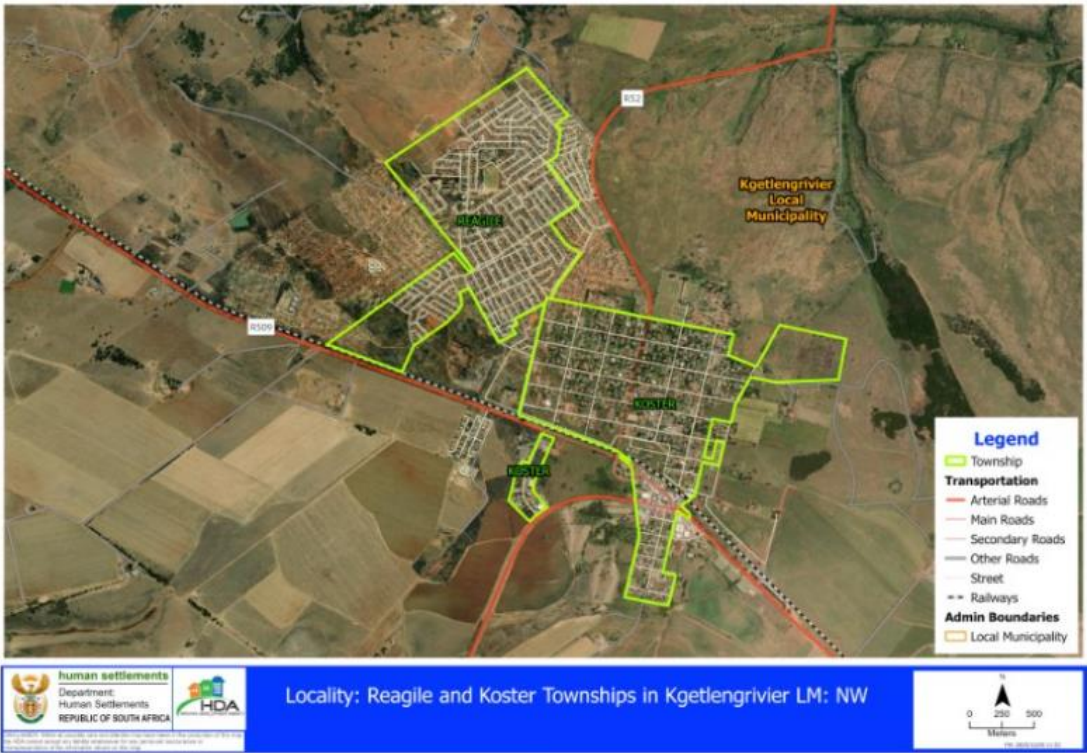 R52
Kgetlengrivier
Local
Municipality
REAGILE
R509
KOSTER
KOSTER
Legend
Township
Transportation
Arterial Roads
Main Roads
Secondary Roads
Other Roads
Street
Railways
Admin Boundaries
Local Municipality
human settlements
Department:
Human Settlements
REPUBLIC OF SOUTH AFRICA
HDA
Locality: Reagile and Koster Townships in Kgetlengrivier LM: NW
N
0 250 500
Meters